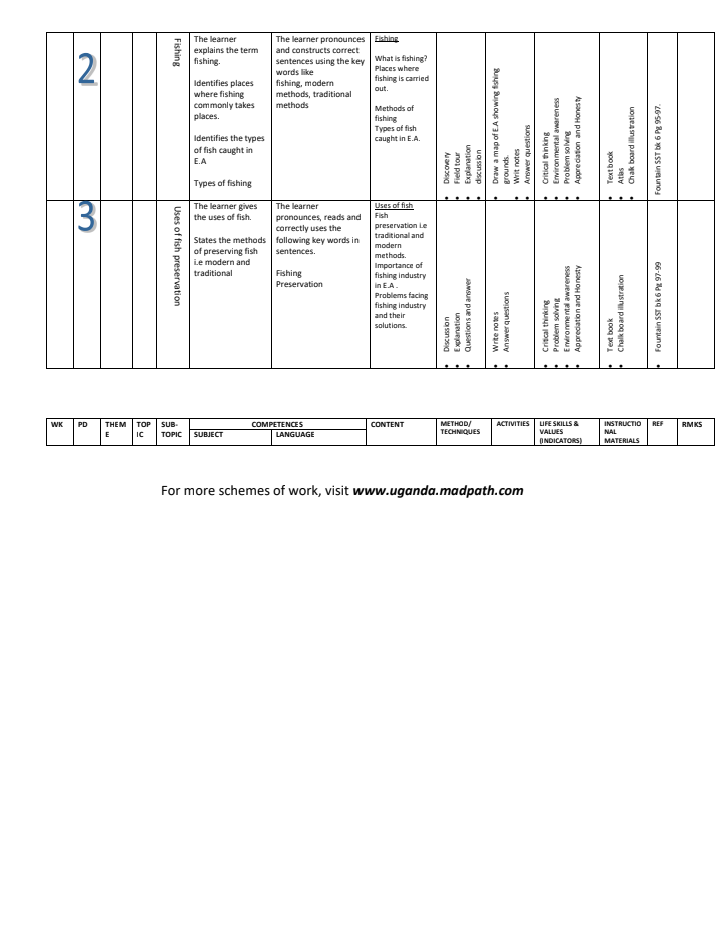 2
Fishing
The learner
explains the term
fishing.
Identifies places
where fishing
commonly takes
places.
Identifies the types
of fish caught in
E.A
Types of fishing
The learner pronounces
and constructs correct
sentences using the key
words like
fishing, modern
methods, traditional
methods
Fishing
What is fishing?
Places where
fishing is carried
out.
Methods of
fishing
Types of fish
caught in E.A.
• Discovery
• Field tour
• Explanation
• discussion
• Draw a map of E.A showing fishing
grounds.
• Writ notes
• Answer questions
• Critical thinking
• Environmental awareness
• Problem solving
• Appreciation and Honesty
• Text book
• Atlas
• Chalk board illustration
Fountain SST bk 6 Pg 95-97.
3
Uses of fish preservation
The learner gives
the uses of fish.
States the methods
of preserving fish
i.e modern and
traditional
The learner
pronounces, reads and
correctly uses the
following key words in
sentences.
Fishing
Preservation
Uses of fish
Fish
preservation i.e
traditional and
modern
methods.
Importance of
fishing industry
in E.A .
Problems facing
fishing industry
and their
solutions.
• Discussion
• Explanation
• Questions and answer
• Write notes
• Answer questions
• Critical thinking
• Problem solving
• Environmental awareness
• Appreciation and Honesty
• Text book
• Chalk board illustration
• Fountain SST bk 6 Pg 97-99
WK
PD
THEM
E
TOP
IC
SUB-
TOPIC
COMPETENCES
SUBJECT
LANGUAGE
CONTENT
METHOD/
TECHNIQUES
ACTIVITIES
LIFE SKILLS &
VALUES
(INDICATORS)
INSTRUCTIO
NAL
MATERIALS
REF
RMKS
For more schemes of work, visit www.uganda.madpath.com